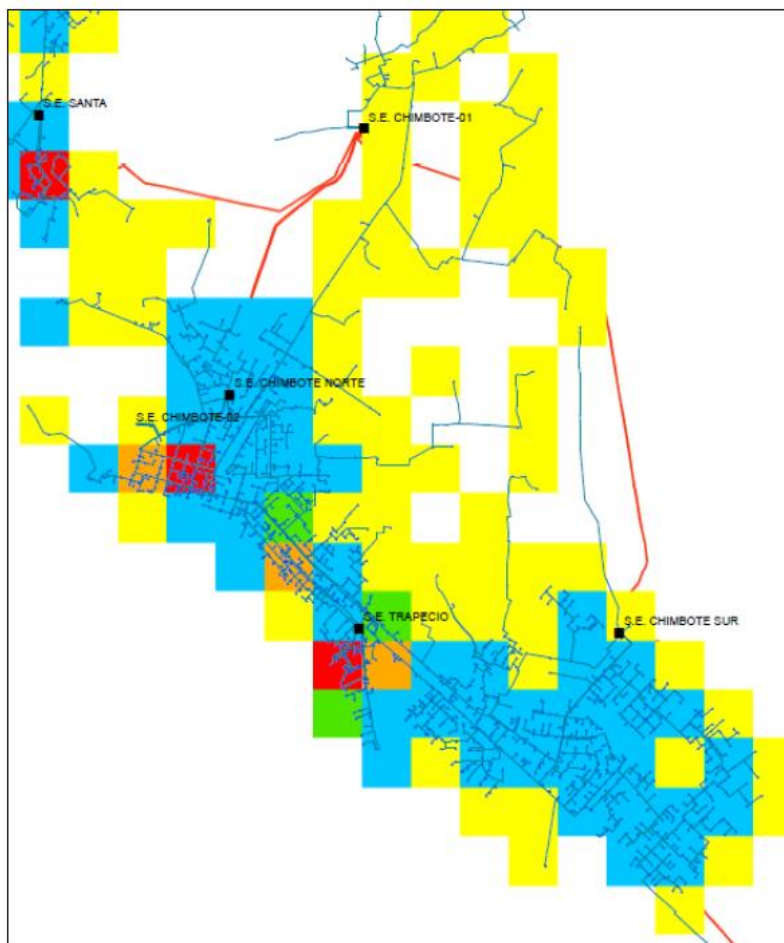 S.E. SANTA
S.E. CHIMBOTE-01
S.E. CHIMBOTE NORTE
S.E. CHIMBOTE-02
S.E. TRAPECIO
S.E. CHIMBOTE SUR